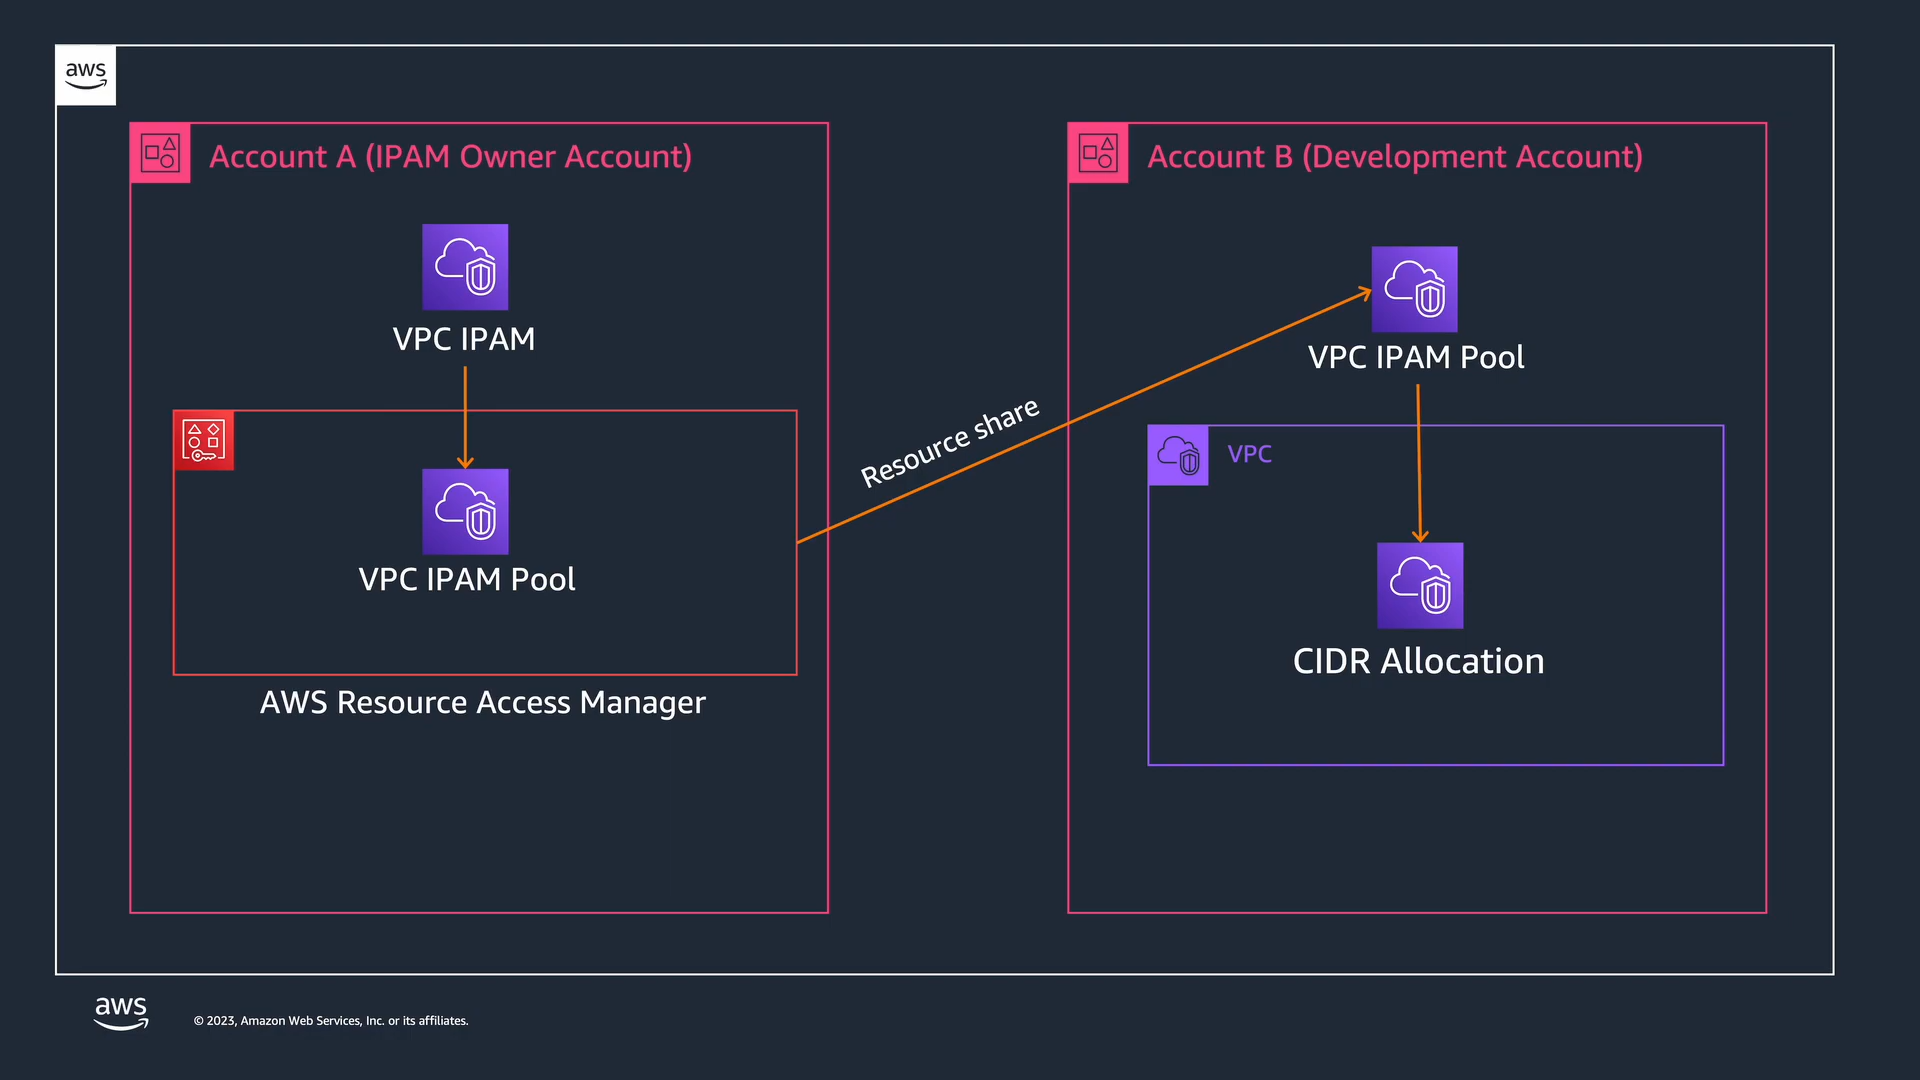 aws
Account A (IPAM Owner Account)
VPC IPAM
VPC IPAM Pool
AWS Resource Access Manager
Resource share
Account B (Development Account)
VPC IPAM Pool
VPC
CIDR Allocation
aws
© 2023, Amazon Web Services, Inc. or its affiliates.